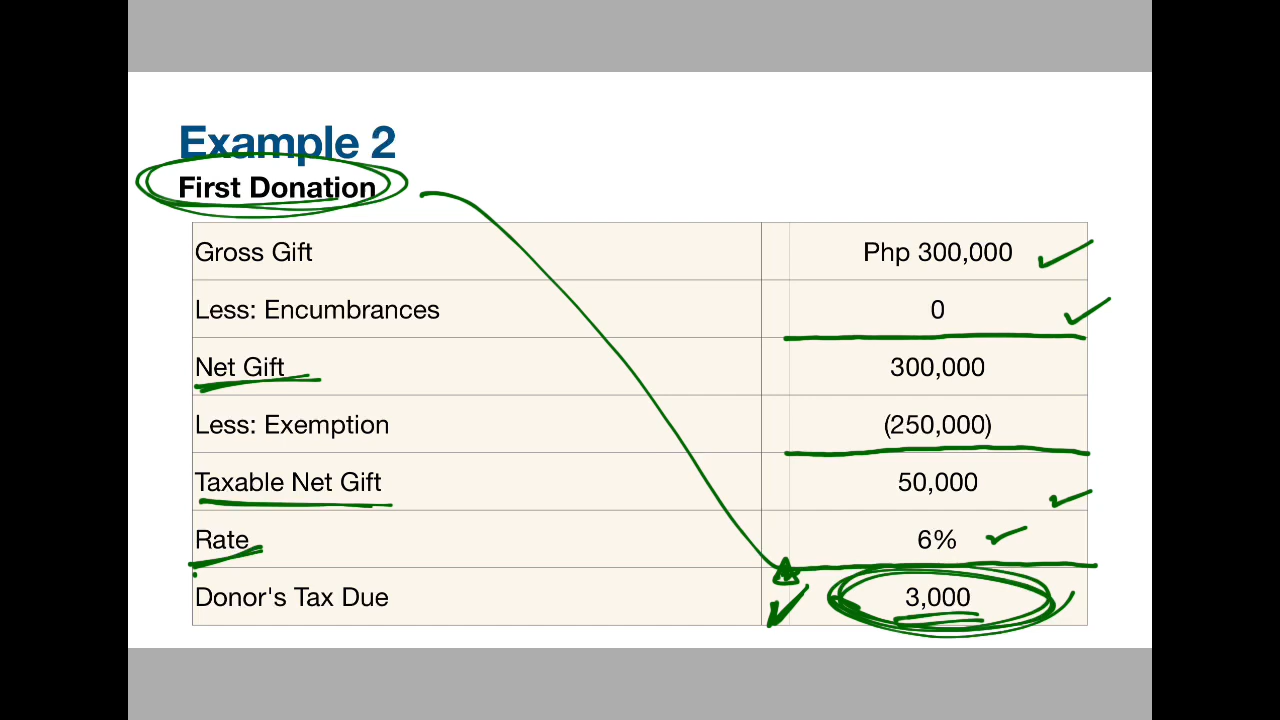 Example 2
First Donation
Gross Gift Php 300,000
Less: Encumbrances 0
Net Gift 300,000
Less: Exemption (250,000)
Taxable Net Gift 50,000
Rate 6%
Donor's Tax Due 3,000